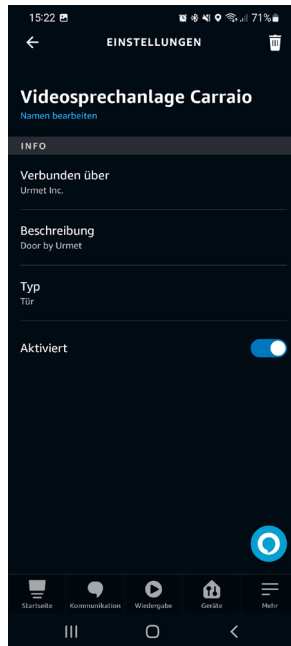 15:22 71%
EINSTELLUNGEN
Videosprechanlage Carraio
Namen bearbeiten
INFO
Verbunden über
Urmet Inc.
Beschreibung
Door by Urmet
Typ
Tür
Aktiviert
Startseite Kommunikation Wiedergabe Geräte Mehr